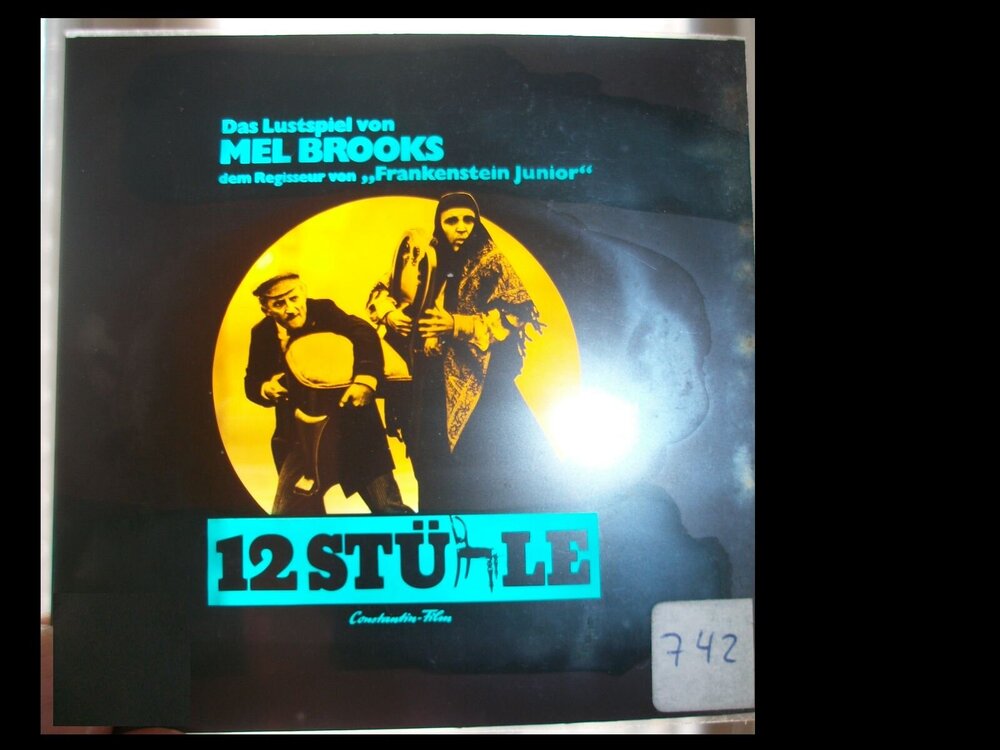 Das Lustspiel von
MEL BROOKS
dem Regisseur von „Frankenstein Junior“
12 STÜHLE
Constantin-Film
742